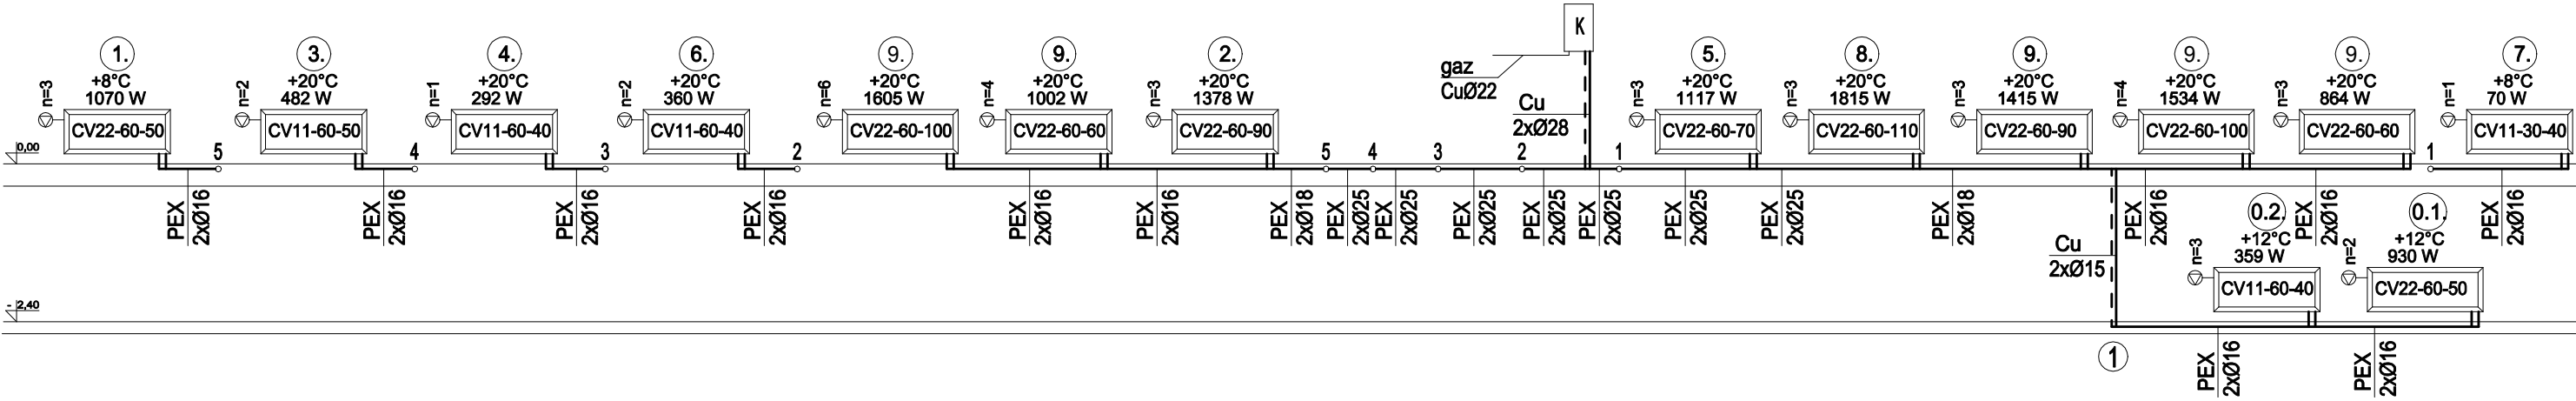 K
gaz
CuØ22
Cu
2xØ28
1.
+8°C
1070 W
n=3
CV22-60-50
3.
+20°C
482 W
n=2
CV11-60-50
4.
+20°C
292 W
n=1
CV11-60-40
6.
+20°C
360 W
n=2
CV11-60-40
9.
+20°C
1605 W
n=6
CV22-60-100
9.
+20°C
1002 W
n=4
CV22-60-60
2.
+20°C
1378 W
n=3
CV22-60-90
5.
+20°C
1117 W
n=3
CV22-60-70
8.
+20°C
1815 W
n=3
CV22-60-110
9.
+20°C
1415 W
n=3
CV22-60-90
9.
+20°C
1534 W
n=4
CV22-60-100
9.
+20°C
864 W
n=3
CV22-60-60
7.
+8°C
70 W
n=1
CV11-30-40
0,00
5
4
3
2
5
4
3
2
1
1
PEX
2xØ16
PEX
2xØ16
PEX
2xØ16
PEX
2xØ16
PEX
2xØ16
PEX
2xØ16
PEX
2xØ18
PEX
2xØ25
PEX
2xØ25
PEX
2xØ25
PEX
2xØ25
PEX
2xØ25
PEX
2xØ25
PEX
2xØ25
PEX
2xØ18
PEX
2xØ16
PEX
2xØ16
PEX
2xØ16
Cu
2xØ15
0.2.
+12°C
359 W
n=3
CV11-60-40
0.1.
+12°C
930 W
n=2
CV22-60-50
- 2,40
1
PEX
2xØ16
PEX
2xØ16